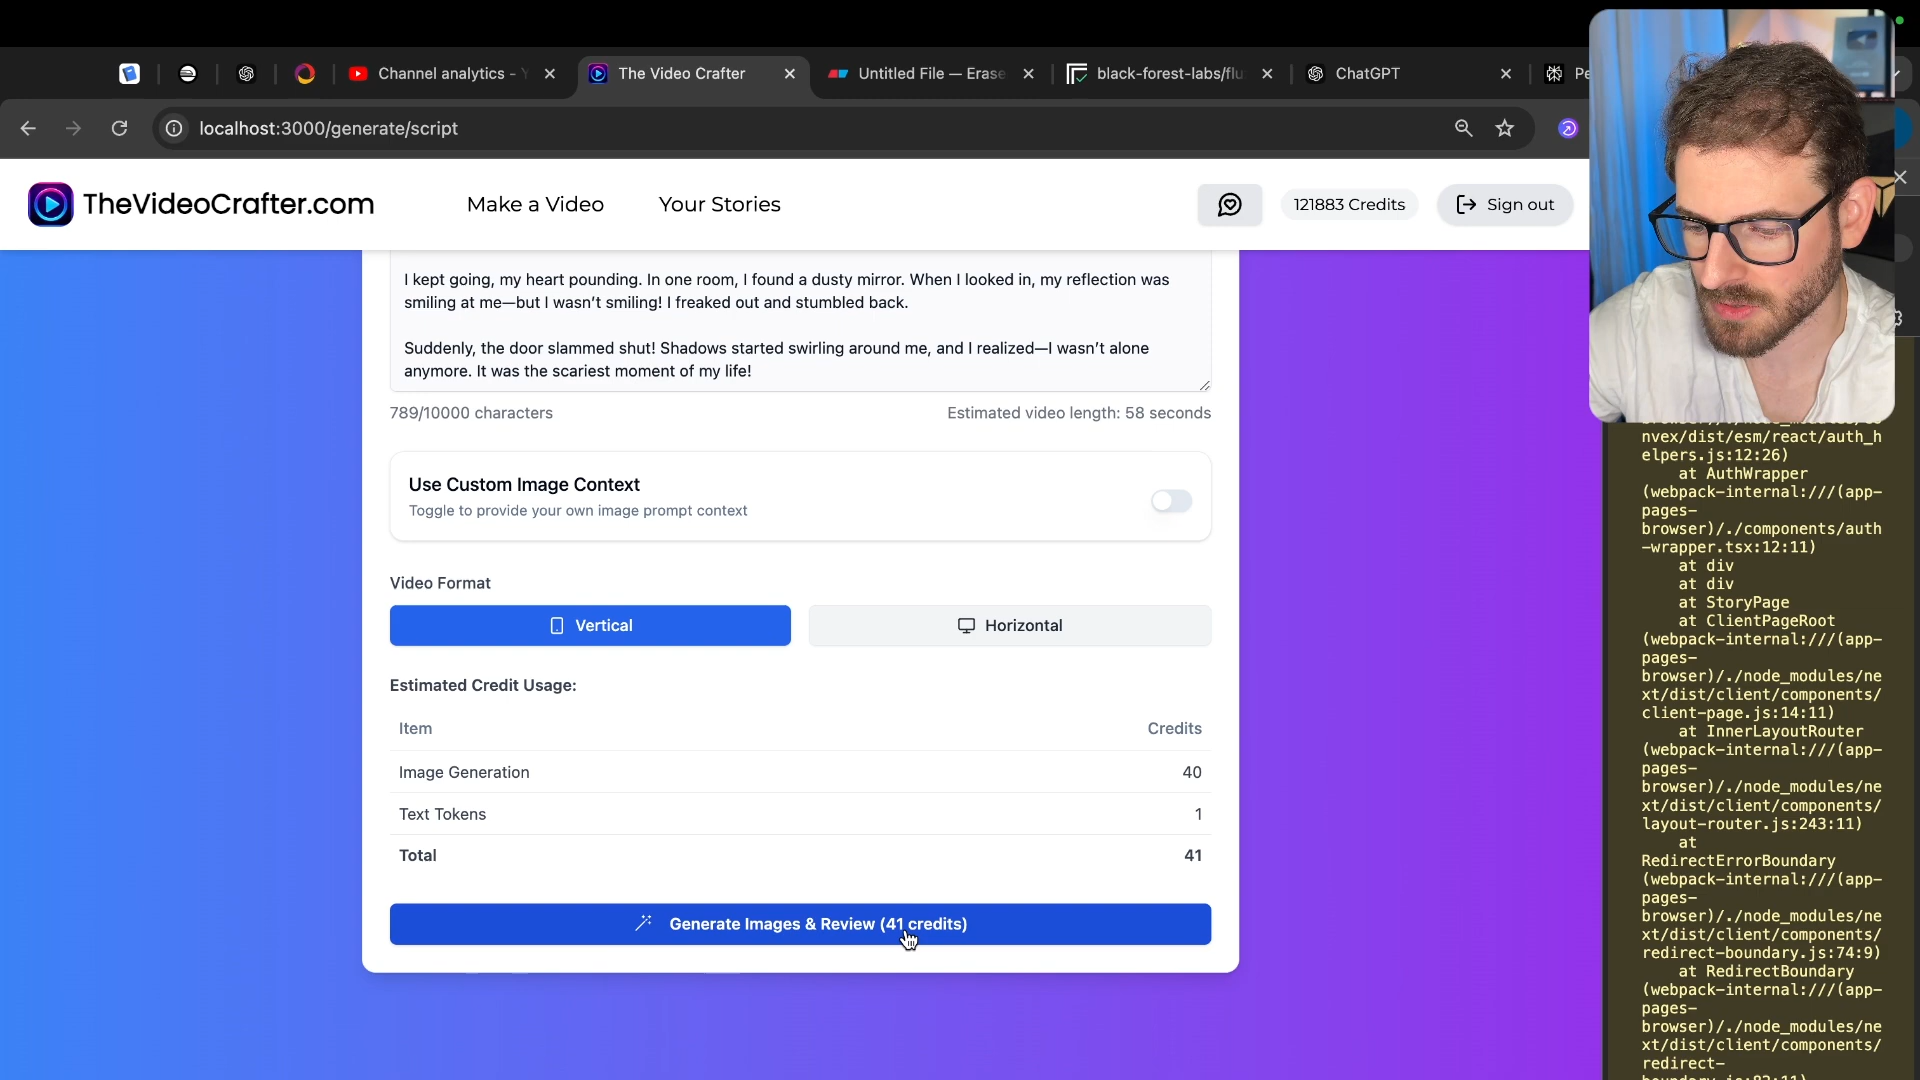 Channel analytics - Y
The Video Crafter
Untitled File — Erase
black-forest-labs/flu
ChatGPT
Pe
localhost:3000/generate/script
TheVideoCrafter.com
Make a Video
Your Stories
121883 Credits
Sign out
I kept going, my heart pounding. In one room, I found a dusty mirror. When I looked in, my reflection was
smiling at me—but I wasn't smiling! I freaked out and stumbled back.
Suddenly, the door slammed shut! Shadows started swirling around me, and I realized—I wasn't alone
anymore. It was the scariest moment of my life!
789/10000 characters
Estimated video length: 58 seconds
Use Custom Image Context
Toggle to provide your own image prompt context
Video Format
Vertical
Horizontal
Estimated Credit Usage:
Item
Credits
Image Generation
40
Text Tokens
1
Total
41
Generate Images & Review (41 credits)
nvex/dist/esm/react/auth_h
elpers.js:12:26)
at AuthWrapper
(webpack-internal:///(app-
pages-
browser)/./components/auth
-wrapper.tsx:12:11)
at div
at div
at StoryPage
at ClientPageRoot
(webpack-internal:///(app-
pages-
browser)/./node_modules/ne
xt/dist/client/components/
client-page.js:14:11)
at InnerLayoutRouter
(webpack-internal:///(app-
pages-
browser)/./node_modules/ne
xt/dist/client/components/
layout-router.js:243:11)
at
RedirectErrorBoundary
(webpack-internal:///(app-
pages-
browser)/./node_modules/ne
xt/dist/client/components/
redirect-boundary.js:74:9)
at RedirectBoundary
(webpack-internal:///(app-
pages-
browser)/./node_modules/ne
xt/dist/client/components/
redirect-